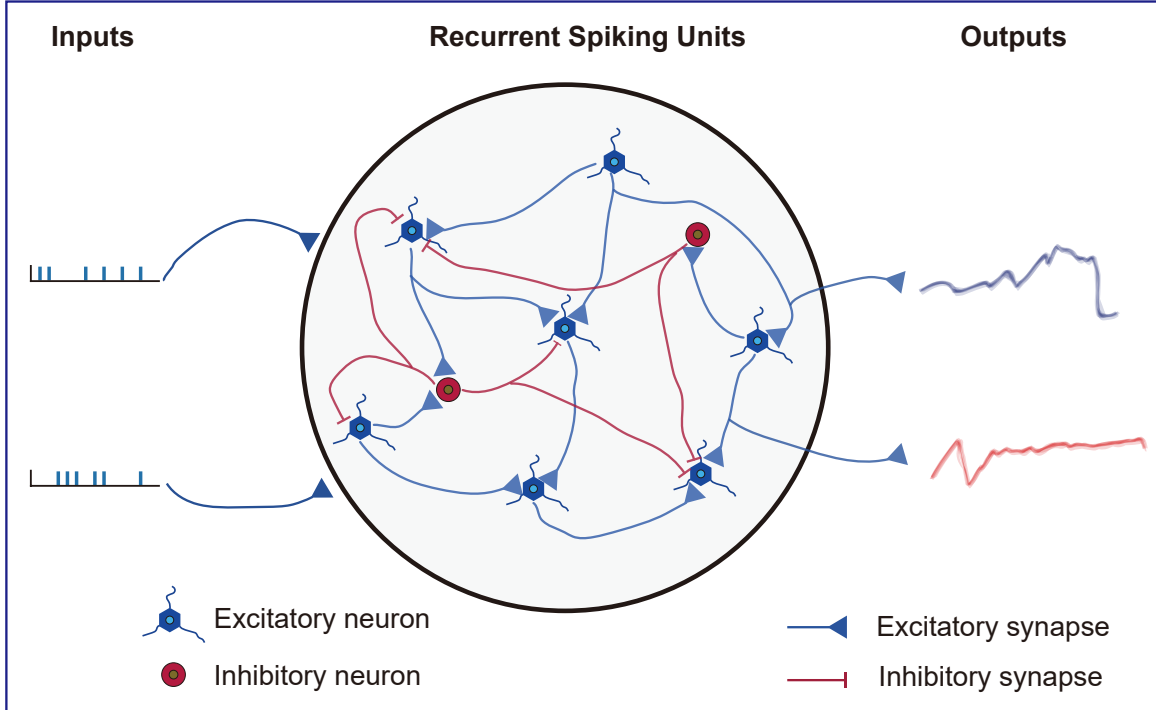 Inputs
Recurrent Spiking Units
Outputs
Excitatory neuron
Excitatory synapse
Inhibitory neuron
Inhibitory synapse